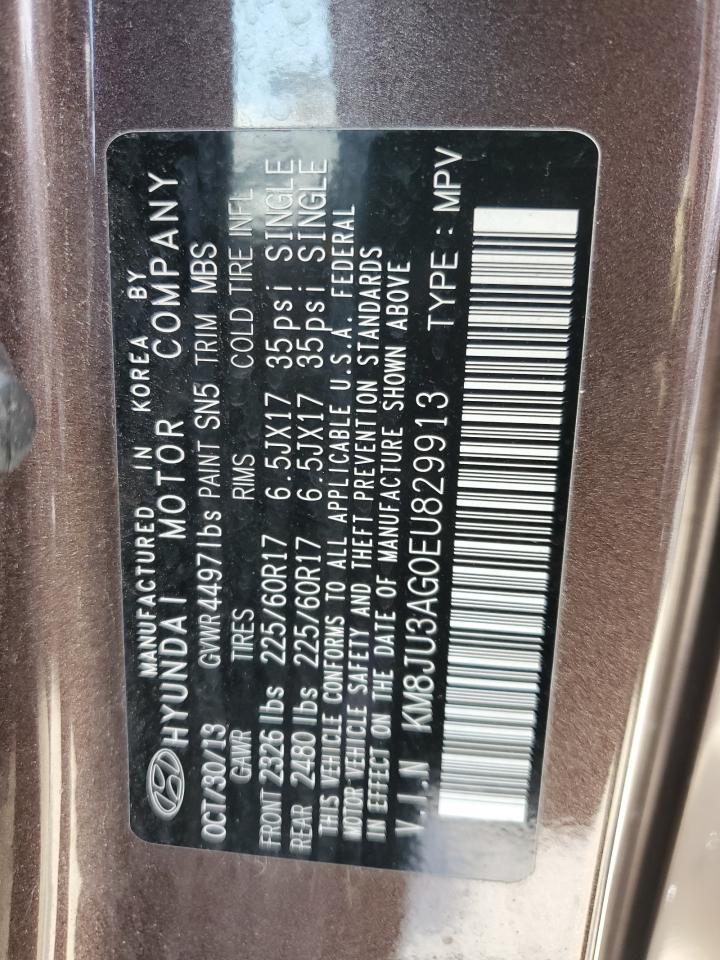 MANUFACTURED IN KOREA BY
HYUNDAI MOTOR COMPANY
OCT/30/13 GVWR 4497lbs PAINT SN5 TRIM MBS
GAWR TIRES RIMS COLD TIRE INFL
FRONT 2326 lbs 225/60R17 6.5JX17 35psi SINGLE
REAR 2480 lbs 225/60R17 6.5JX17 35psi SINGLE
THIS VEHICLE CONFORMS TO ALL APPLICABLE U.S.A. FEDERAL
MOTOR VEHICLE SAFETY AND THEFT PREVENTION STANDARDS
IN EFFECT ON THE DATE OF MANUFACTURE SHOWN ABOVE
V.I.N KM8JU3AG0EU829913 TYPE : MPV